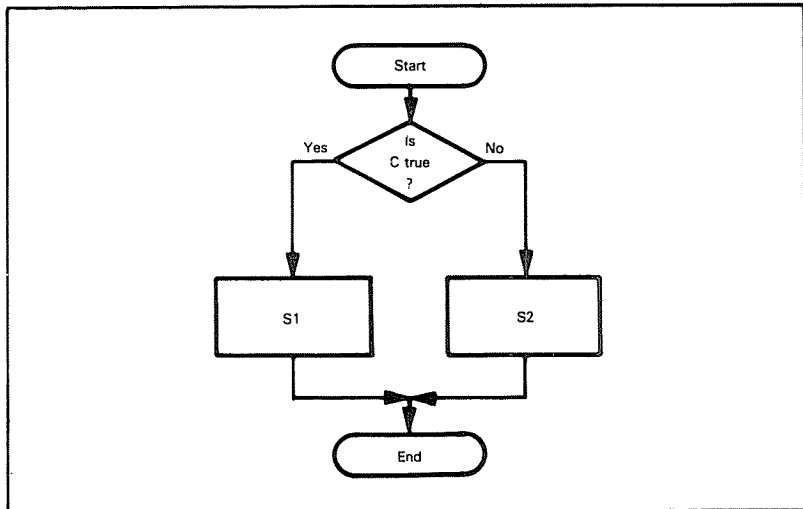 Start
Is
C true
?
Yes
No
S1
S2
End